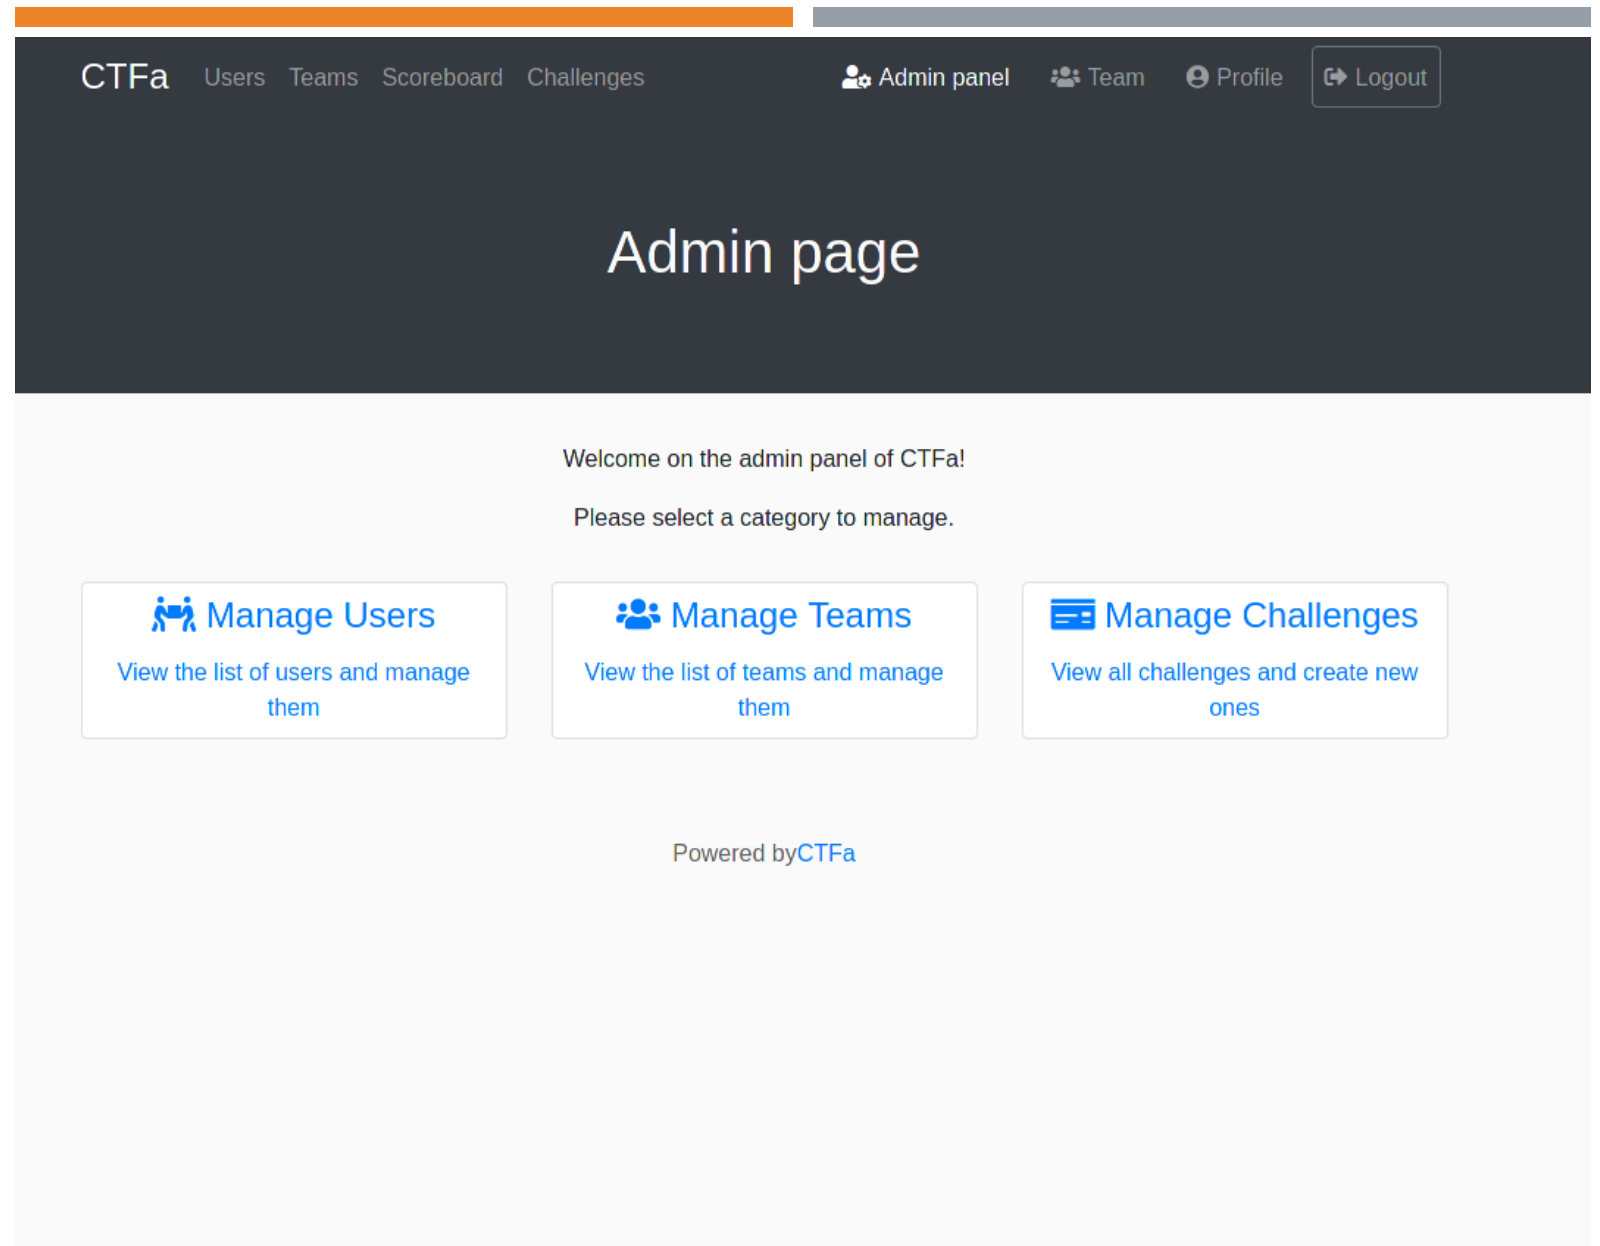 CTFa Users Teams Scoreboard Challenges Admin panel Team Profile Logout
Admin page
Welcome on the admin panel of CTFa!
Please select a category to manage.
Manage Users
View the list of users and manage
them
Manage Teams
View the list of teams and manage
them
Manage Challenges
View all challenges and create new
ones
Powered byCTFa